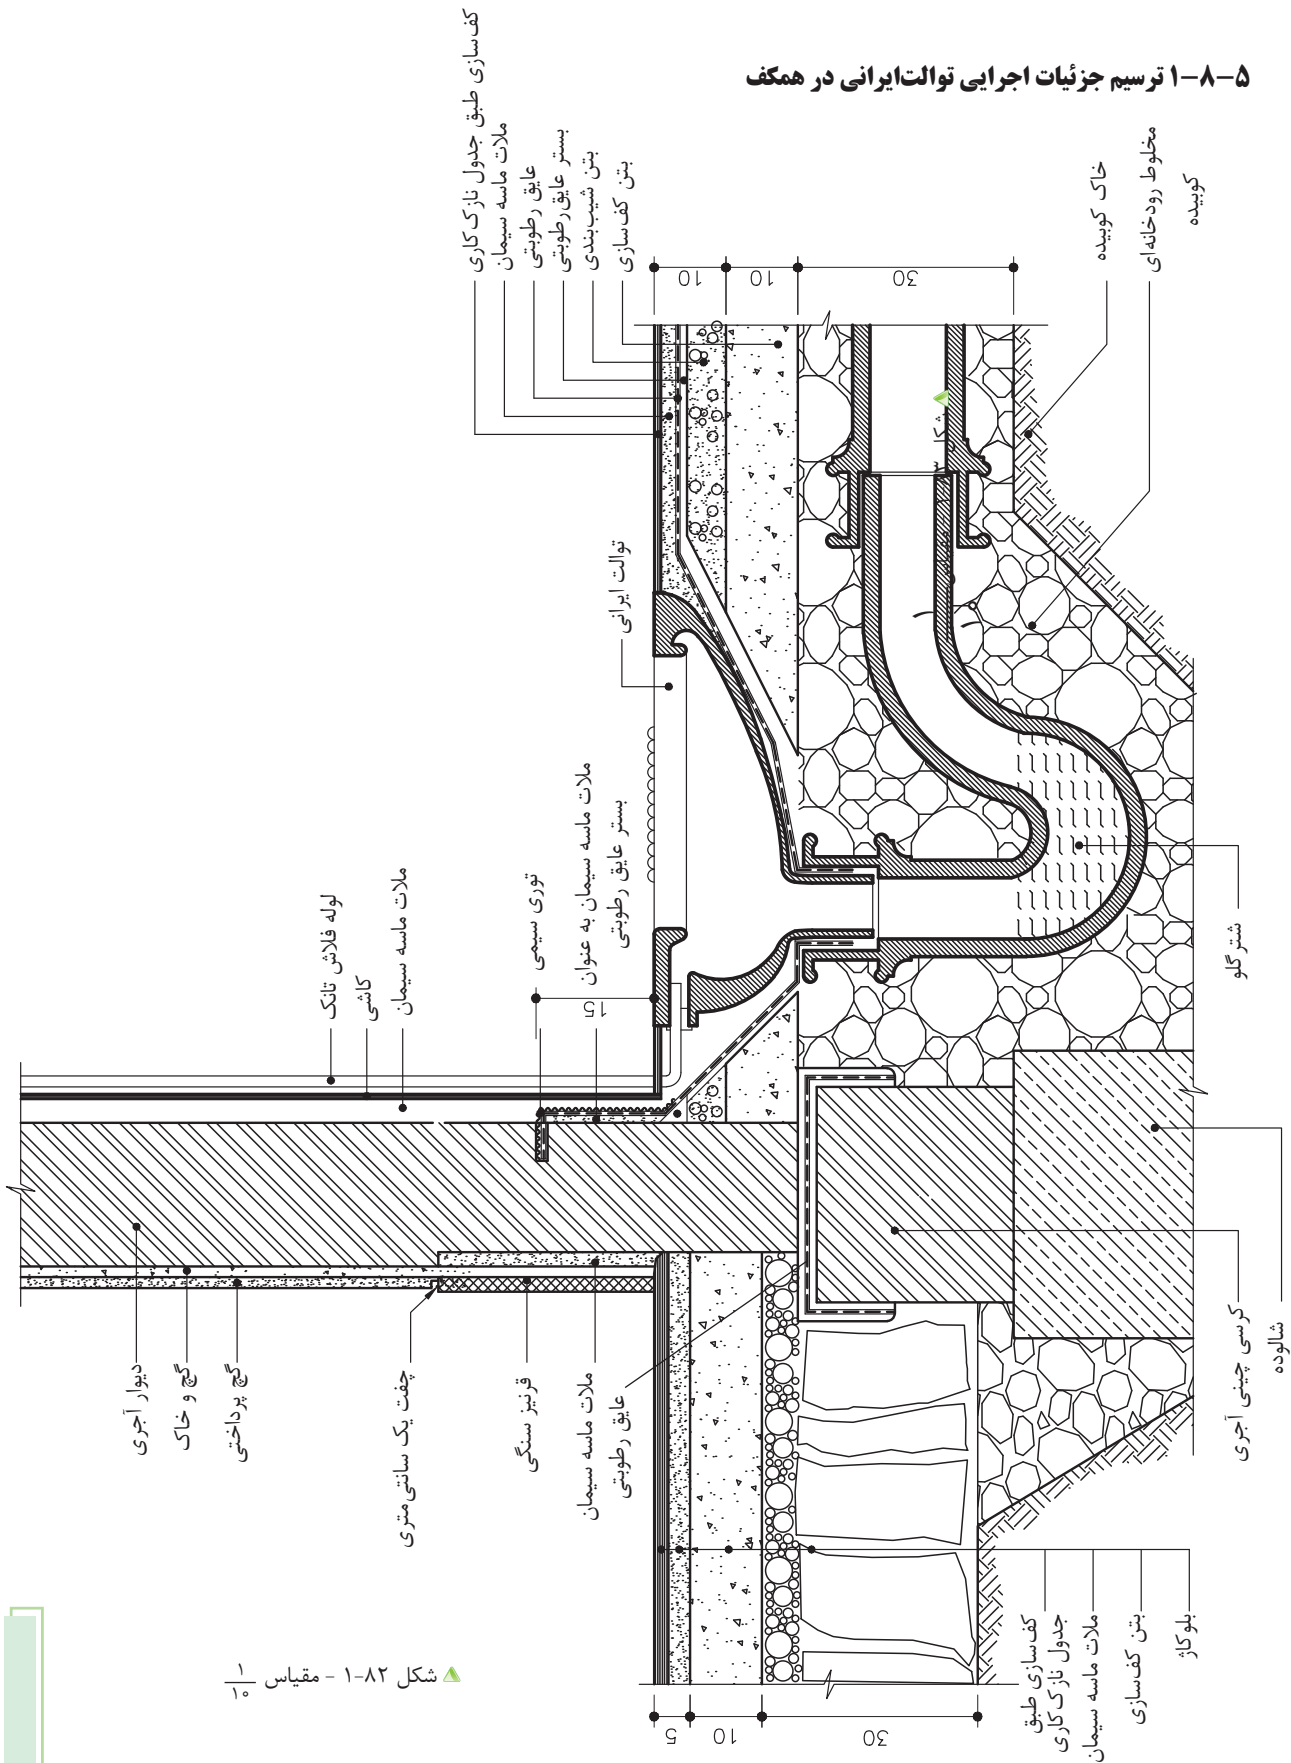 ۱-۸-۵ ترسیم جزئیات اجرایی توالت‌ایرانی در همکف
کف‌سازی طبق جدول نازک‌کاری
ملات ماسه سیمان
عایق رطوبتی
بستر عایق‌رطوبتی
بتن شیب‌بندی
بتن کف‌سازی
خاک کوبیده
مخلوط رودخانه‌ای
کوبیده
10
10
30
توالت ایرانی
ملات ماسه سیمان به عنوان
بستر عایق رطوبتی
توری سیمی
15
لوله فلاش تانک
کاشی
ملات ماسه سیمان
شترگلو
دیوار آجری
گچ و خاک
گچ پرداختی
چفت یک سانتی‌متری
قرنیز سنگی
ملات ماسه سیمان
عایق رطوبتی
شالوده
کرسی چینی آجری
کف‌سازی طبق
جدول نازک‌کاری
ملات ماسه سیمان
بتن کف‌سازی
بلوکاژ
5
10
30
شکل ۸۲-۱ - مقیاس ۱/۱۰